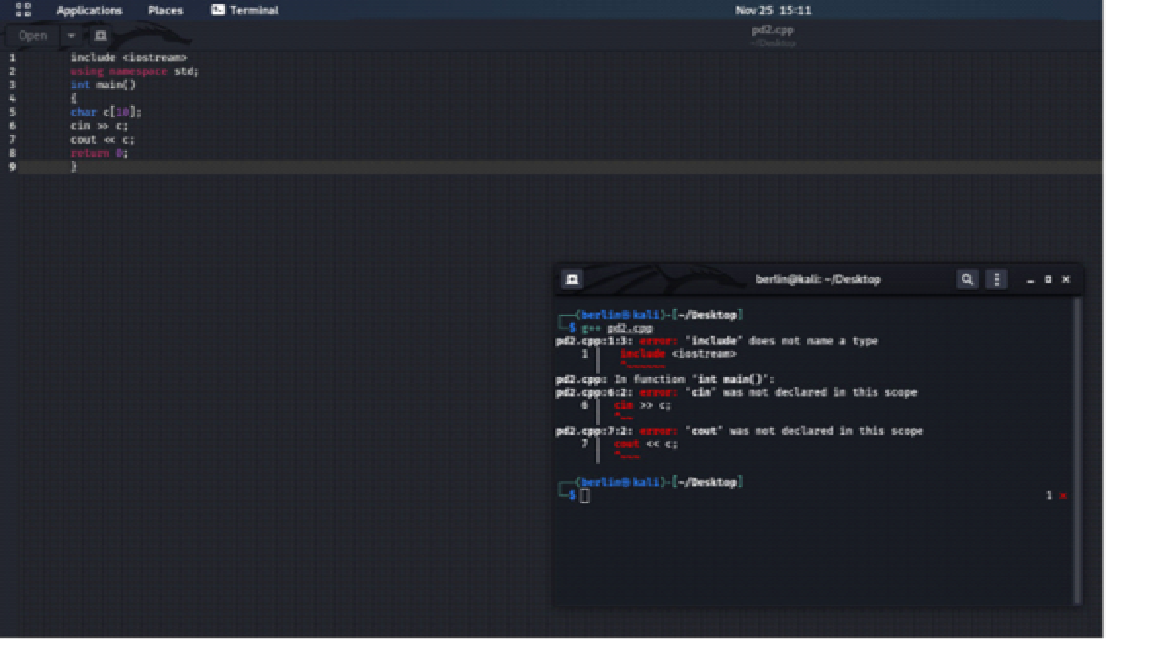 Applications Places Terminal Nov 25 15:11
Open pd2.cpp
~/Desktop
1 include <iostream>
2 using namespace std;
3 int main()
4 {
5 char c[10];
6 cin >> c;
7 cout << c;
8 return 0;
9 }
berlin@kali: ~/Desktop
(berlin@kali)-[~/Desktop]
$ g++ pd2.cpp
pd2.cpp:1:3: error: 'include' does not name a type
1 | include <iostream>
| ^~~~~~~
pd2.cpp: In function 'int main()':
pd2.cpp:6:2: error: 'cin' was not declared in this scope
6 | cin >> c;
| ^~~
pd2.cpp:7:2: error: 'cout' was not declared in this scope
7 | cout << c;
| ^~~~
(berlin@kali)-[~/Desktop]
$ 1 ×